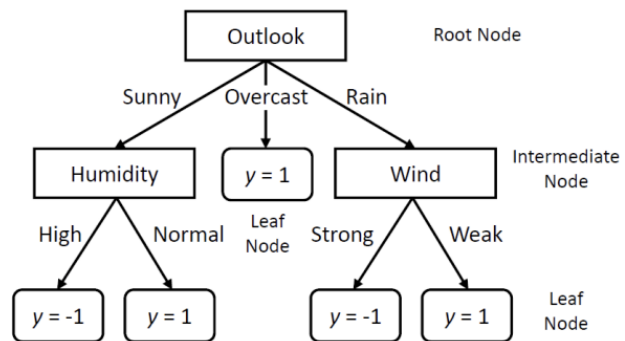 Outlook
Root Node
Sunny Overcast Rain
Humidity
y = 1
Wind
Intermediate
Node
High Normal
Leaf
Node
Strong Weak
y = -1
y = 1
y = -1
y = 1
Leaf
Node